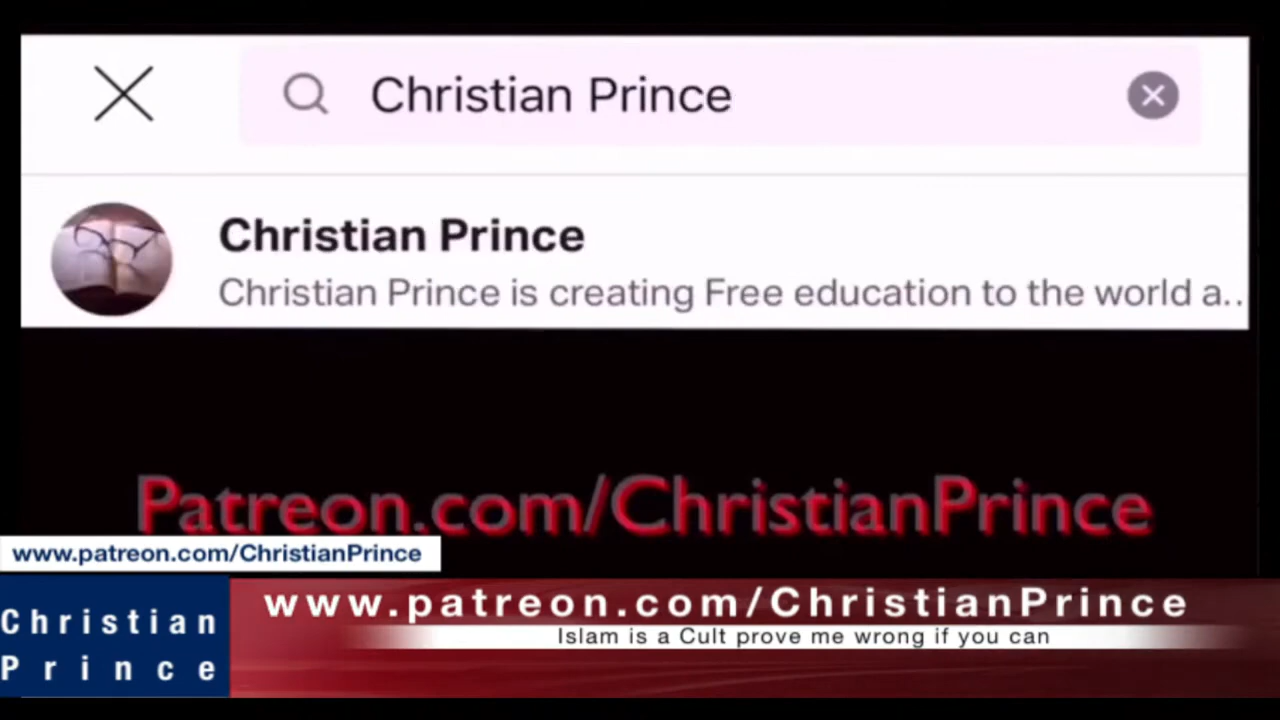 Christian Prince
Christian Prince
Christian Prince is creating Free education to the world a..
Patreon.com/ChristianPrince
www.patreon.com/ChristianPrince
Christian
Prince
www.patreon.com/ChristianPrince
Islam is a Cult prove me wrong if you can